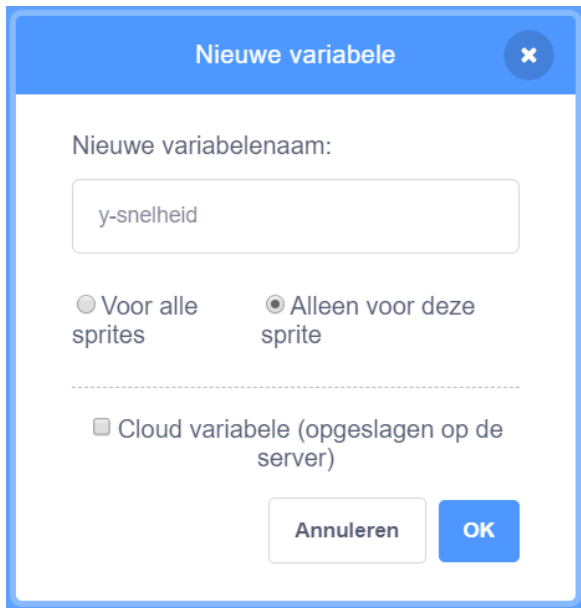 Nieuwe variabele
Nieuwe variabelenaam:
y-snelheid
Voor alle
sprites
Alleen voor deze
sprite
Cloud variabele (opgeslagen op de
server)
Annuleren
OK